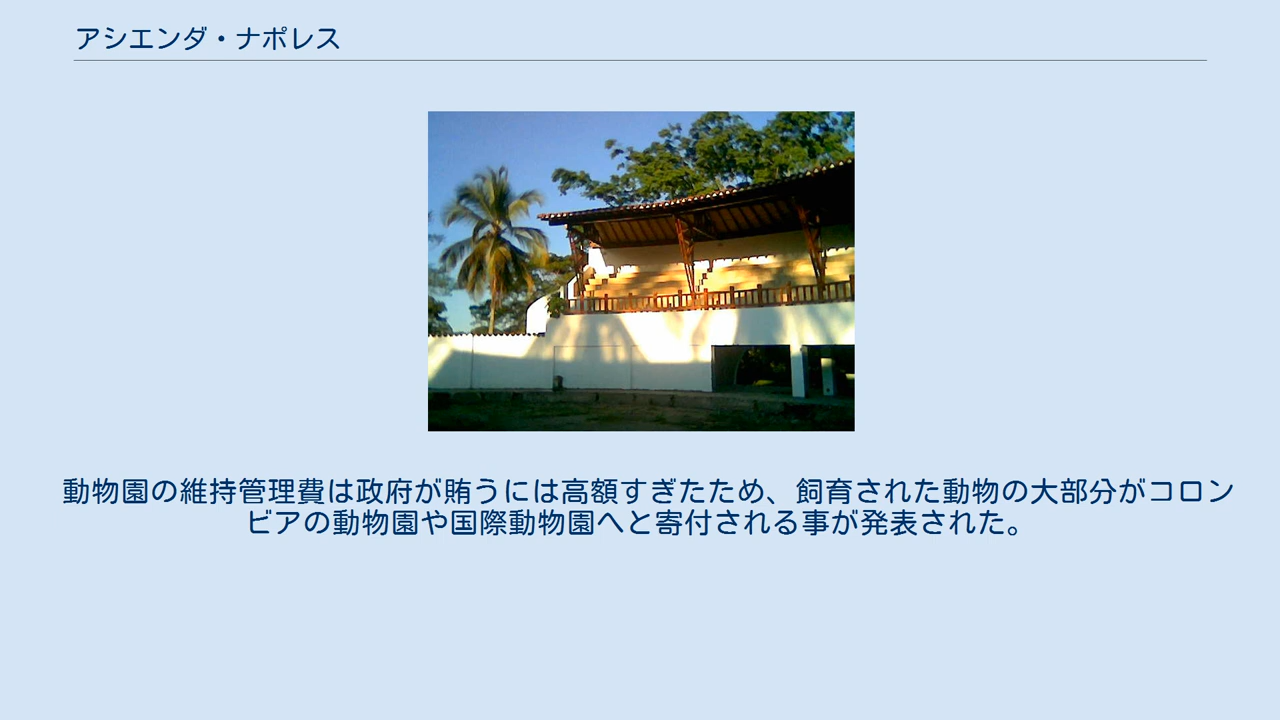 アシエンダ・ナポレス
動物園の維持管理費は政府が賄うには高額すぎたため、飼育された動物の大部分がコロン
ビアの動物園や国際動物園へと寄付される事が発表された。